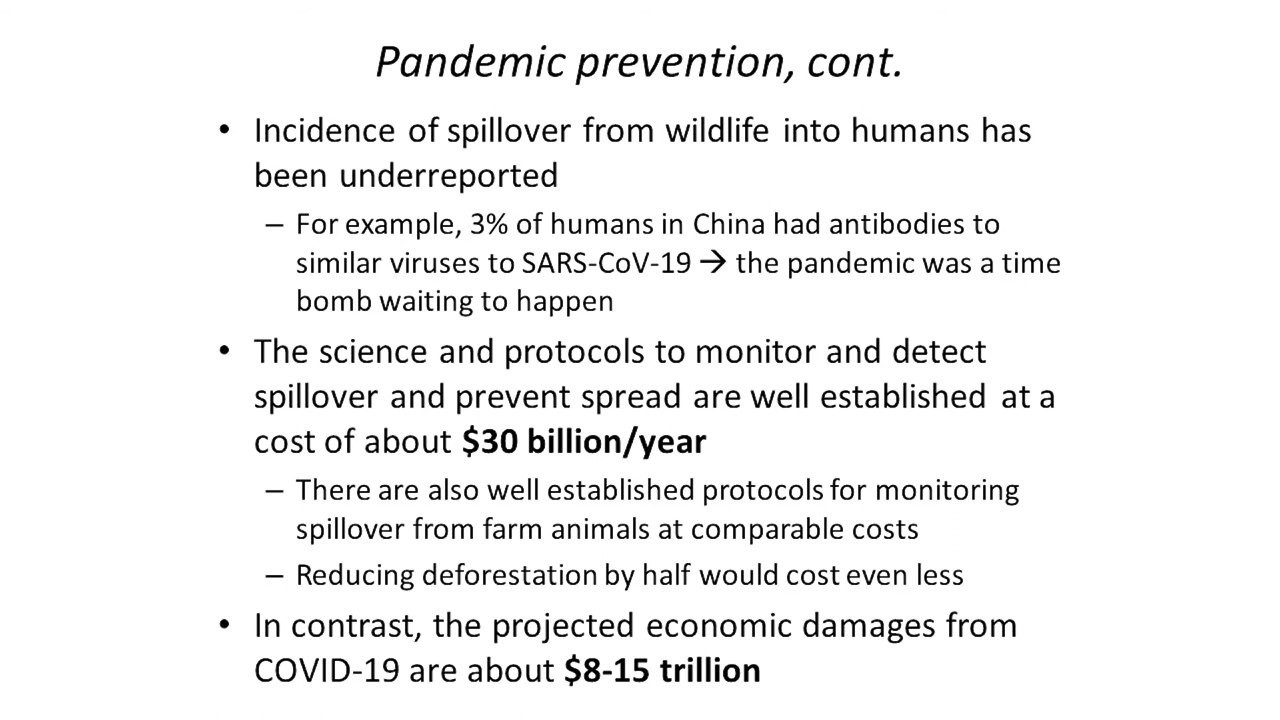 Pandemic prevention, cont.
• Incidence of spillover from wildlife into humans has
been underreported
– For example, 3% of humans in China had antibodies to
similar viruses to SARS-CoV-19 → the pandemic was a time
bomb waiting to happen
• The science and protocols to monitor and detect
spillover and prevent spread are well established at a
cost of about $30 billion/year
– There are also well established protocols for monitoring
spillover from farm animals at comparable costs
– Reducing deforestation by half would cost even less
• In contrast, the projected economic damages from
COVID-19 are about $8-15 trillion